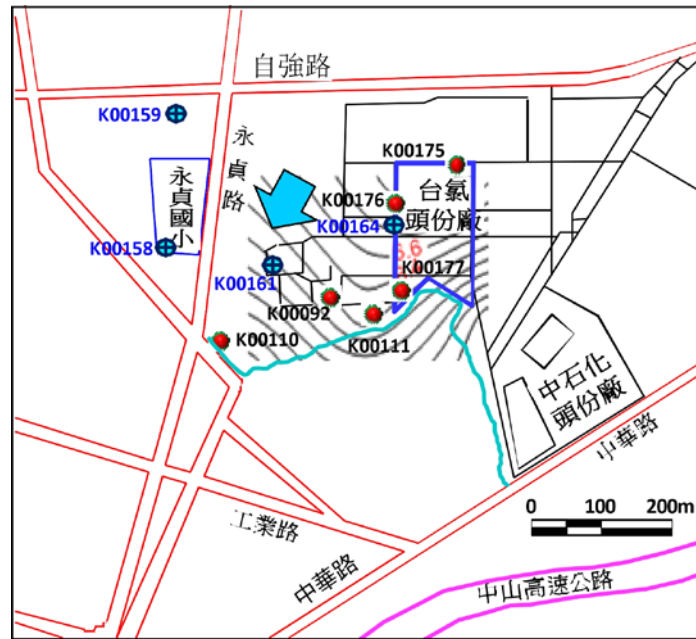 自強路
K00159
永貞路
K00175
永貞國小
K00176
台氯
頭份廠
K00164
K00158
6.6
K00177
K00161
K00092
K00110
K00111
中石化
頭份廠
中華路
0 100 200m
工業路
中華路
中山高速公路